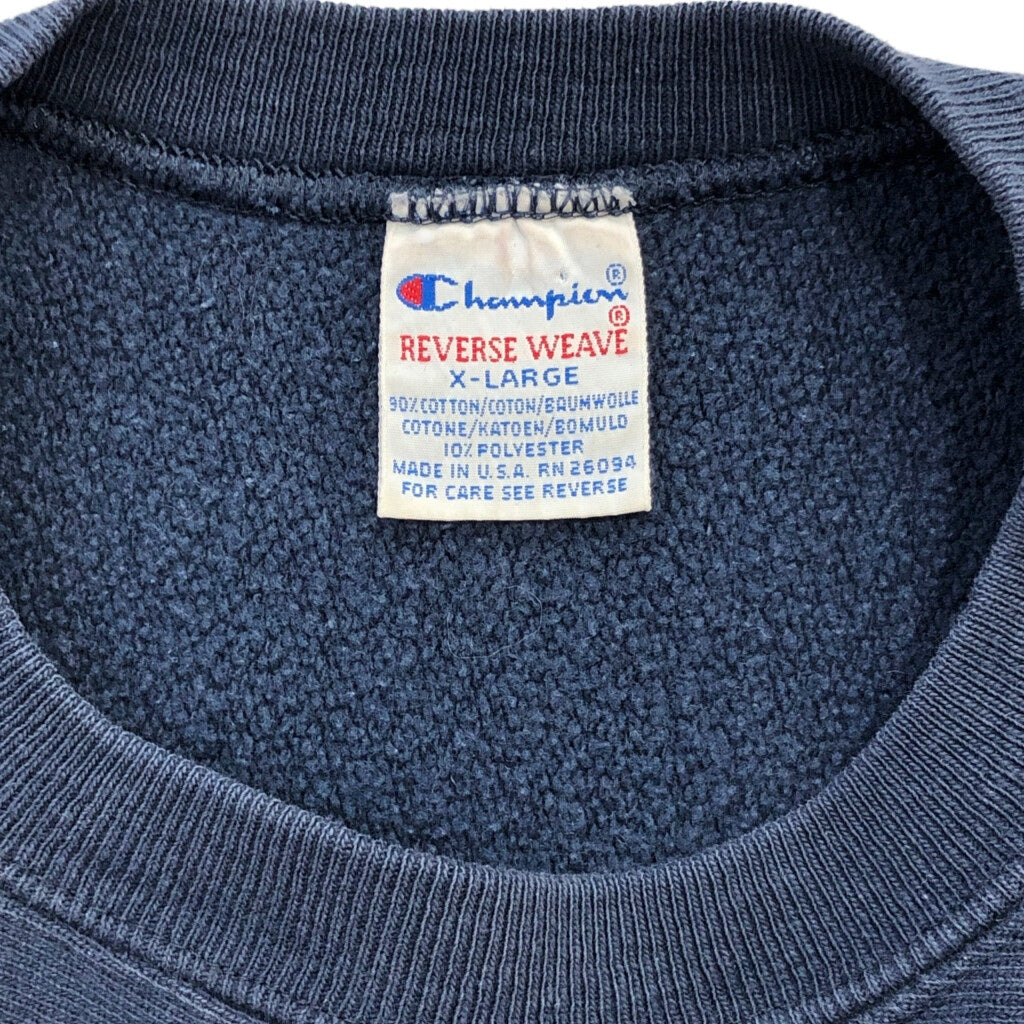 Champion®
REVERSE WEAVE®
X-LARGE
90% COTTON/COTON/BAUMWOLLE
COTONE/KATOEN/BOMULD
10% POLYESTER
MADE IN U.S.A. RN 26094
FOR CARE SEE REVERSE